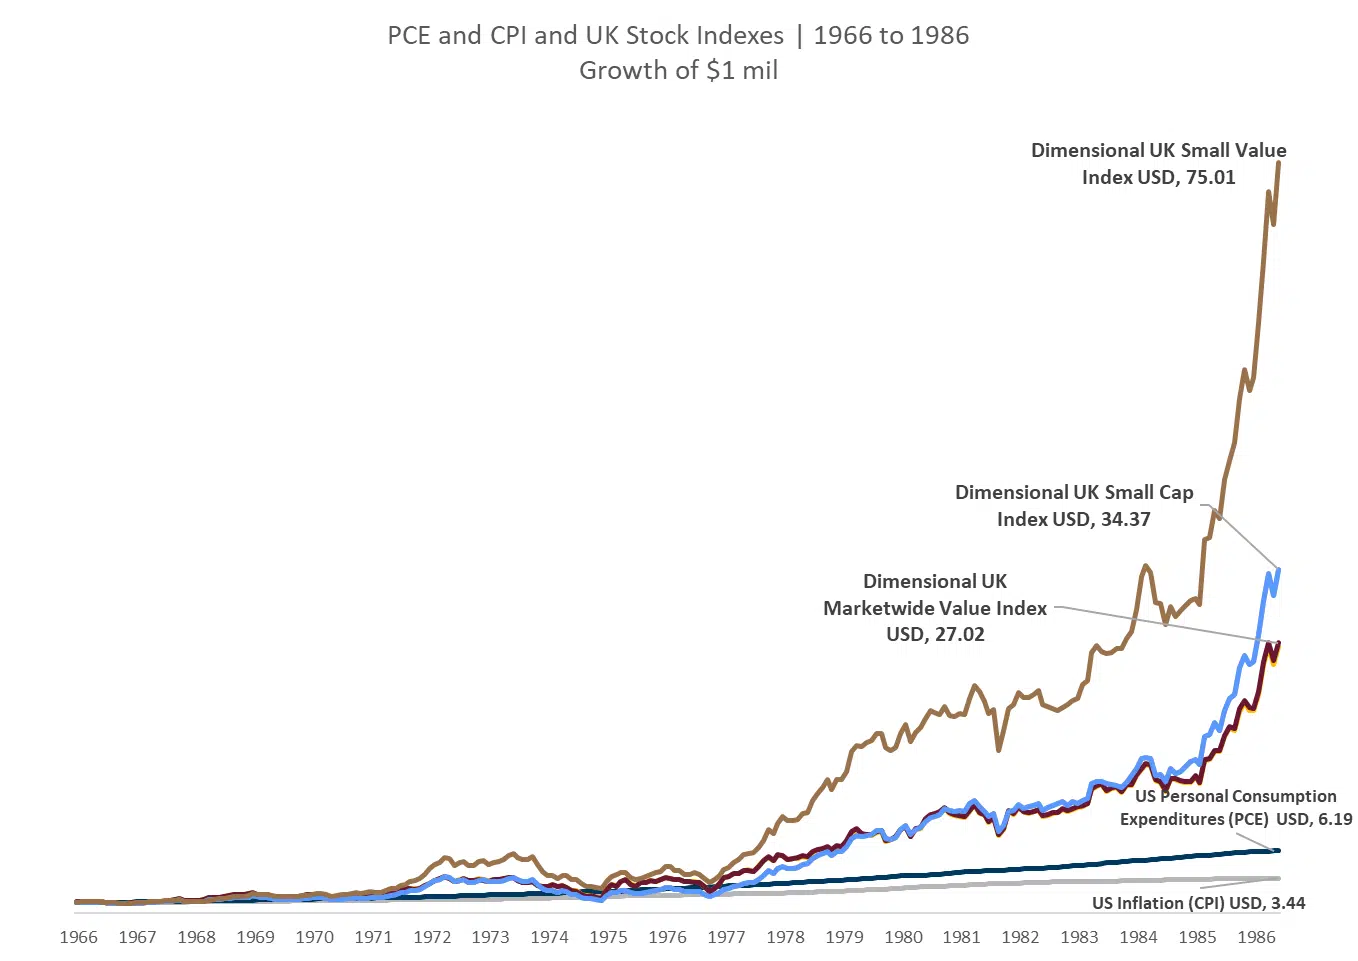 PCE and CPI and UK Stock Indexes | 1966 to 1986
Growth of $1 mil
Dimensional UK Small Value
Index USD, 75.01
Dimensional UK Small Cap
Index USD, 34.37
Dimensional UK
Marketwide Value Index
USD, 27.02
US Personal Consumption
Expenditures (PCE) USD, 6.19
US Inflation (CPI) USD, 3.44
1966 1967 1968 1969 1970 1971 1972 1973 1974 1975 1976 1977 1978 1979 1980 1981 1982 1983 1984 1985 1986